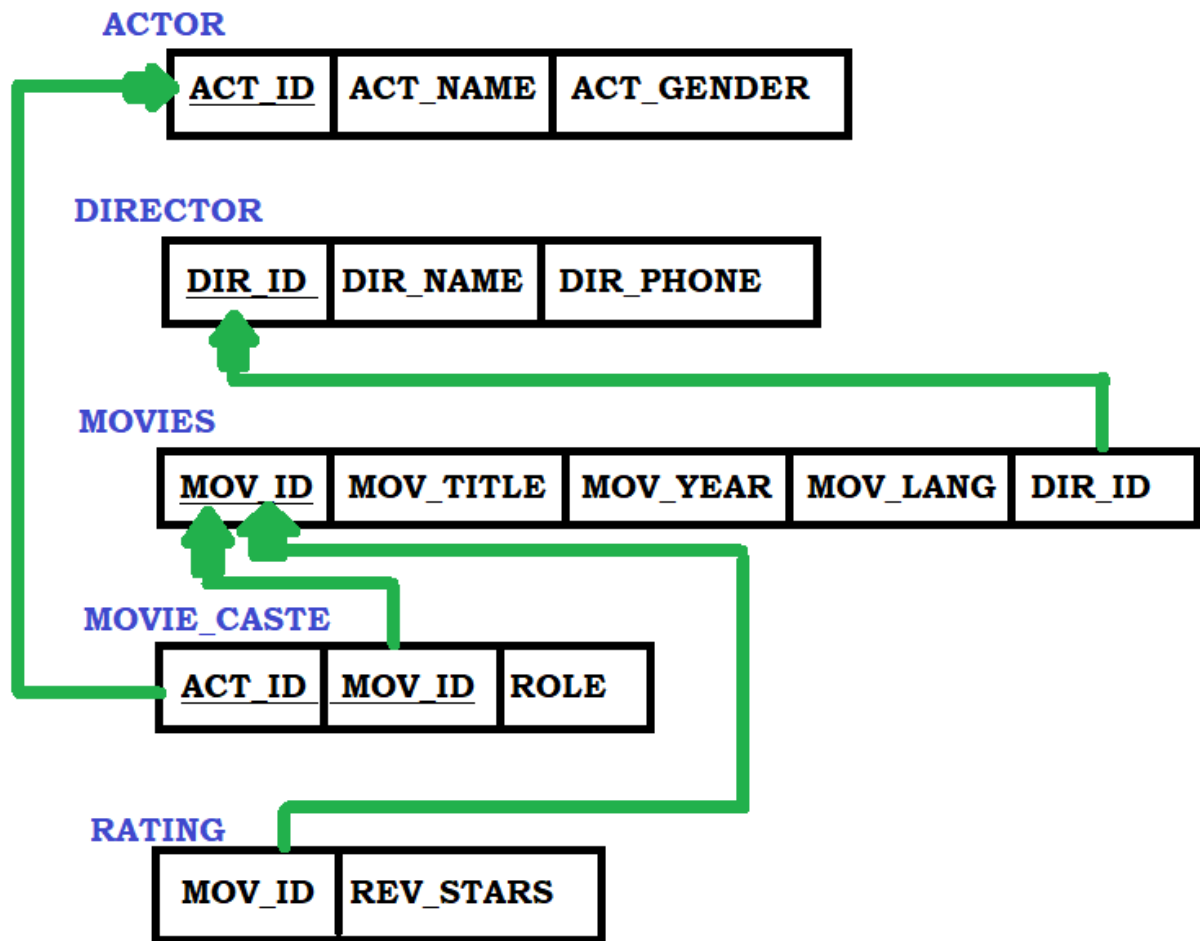 ACTOR
ACT_ID ACT_NAME ACT_GENDER
DIRECTOR
DIR_ID DIR_NAME DIR_PHONE
MOVIES
MOV_ID MOV_TITLE MOV_YEAR MOV_LANG DIR_ID
MOVIE_CASTE
ACT_ID MOV_ID ROLE
RATING
MOV_ID REV_STARS